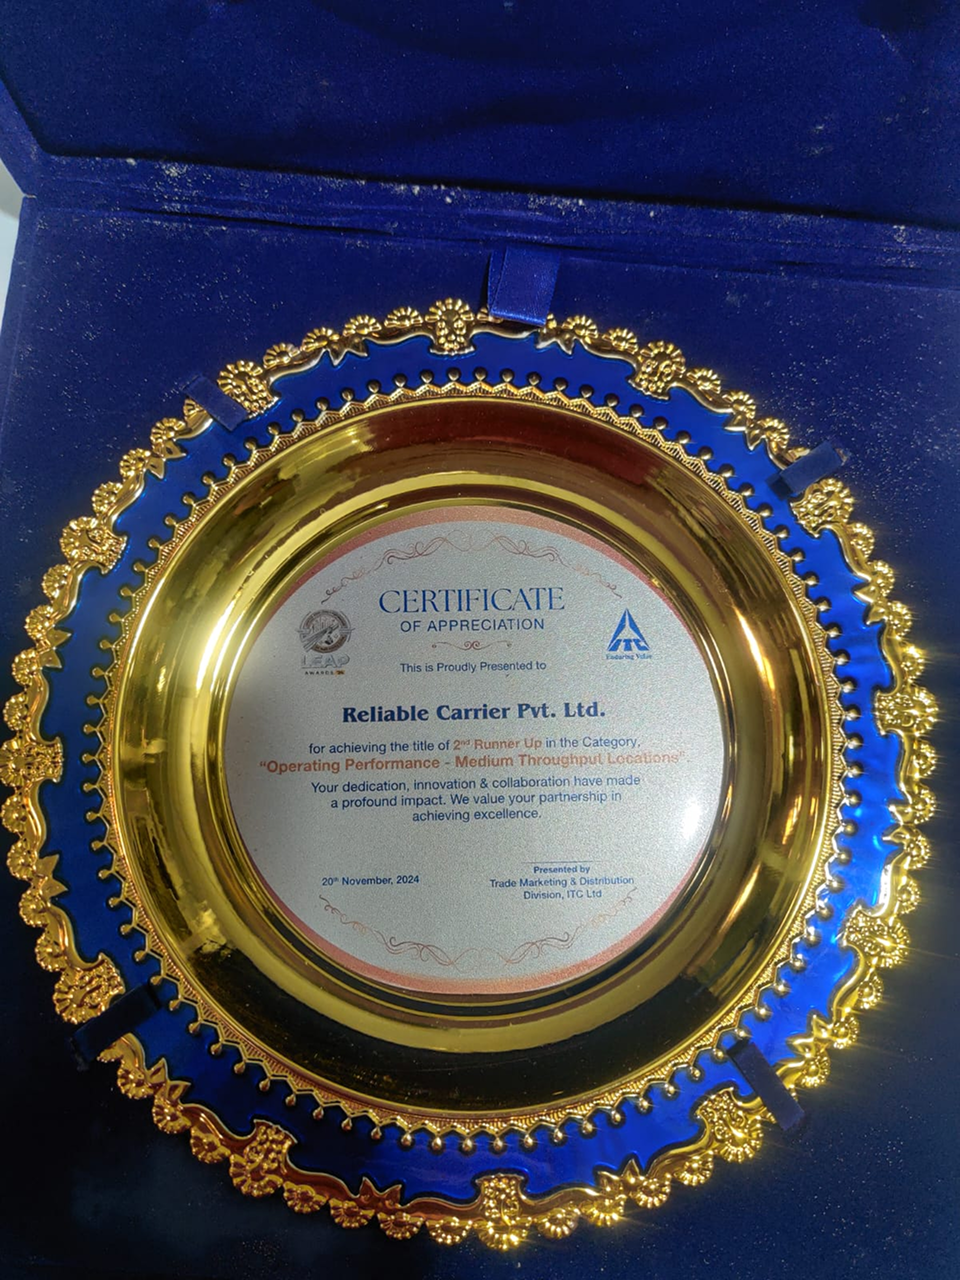 CERTIFICATE
OF APPRECIATION
LEAP
AWARDS
ITC
Enduring Value
This is Proudly Presented to
Reliable Carrier Pvt. Ltd.
for achieving the title of 2nd Runner Up in the Category,
"Operating Performance - Medium Throughput Locations".
Your dedication, innovation & collaboration have made
a profound impact. We value your partnership in
achieving excellence.
20th November, 2024
Presented by
Trade Marketing & Distribution
Division, ITC Ltd